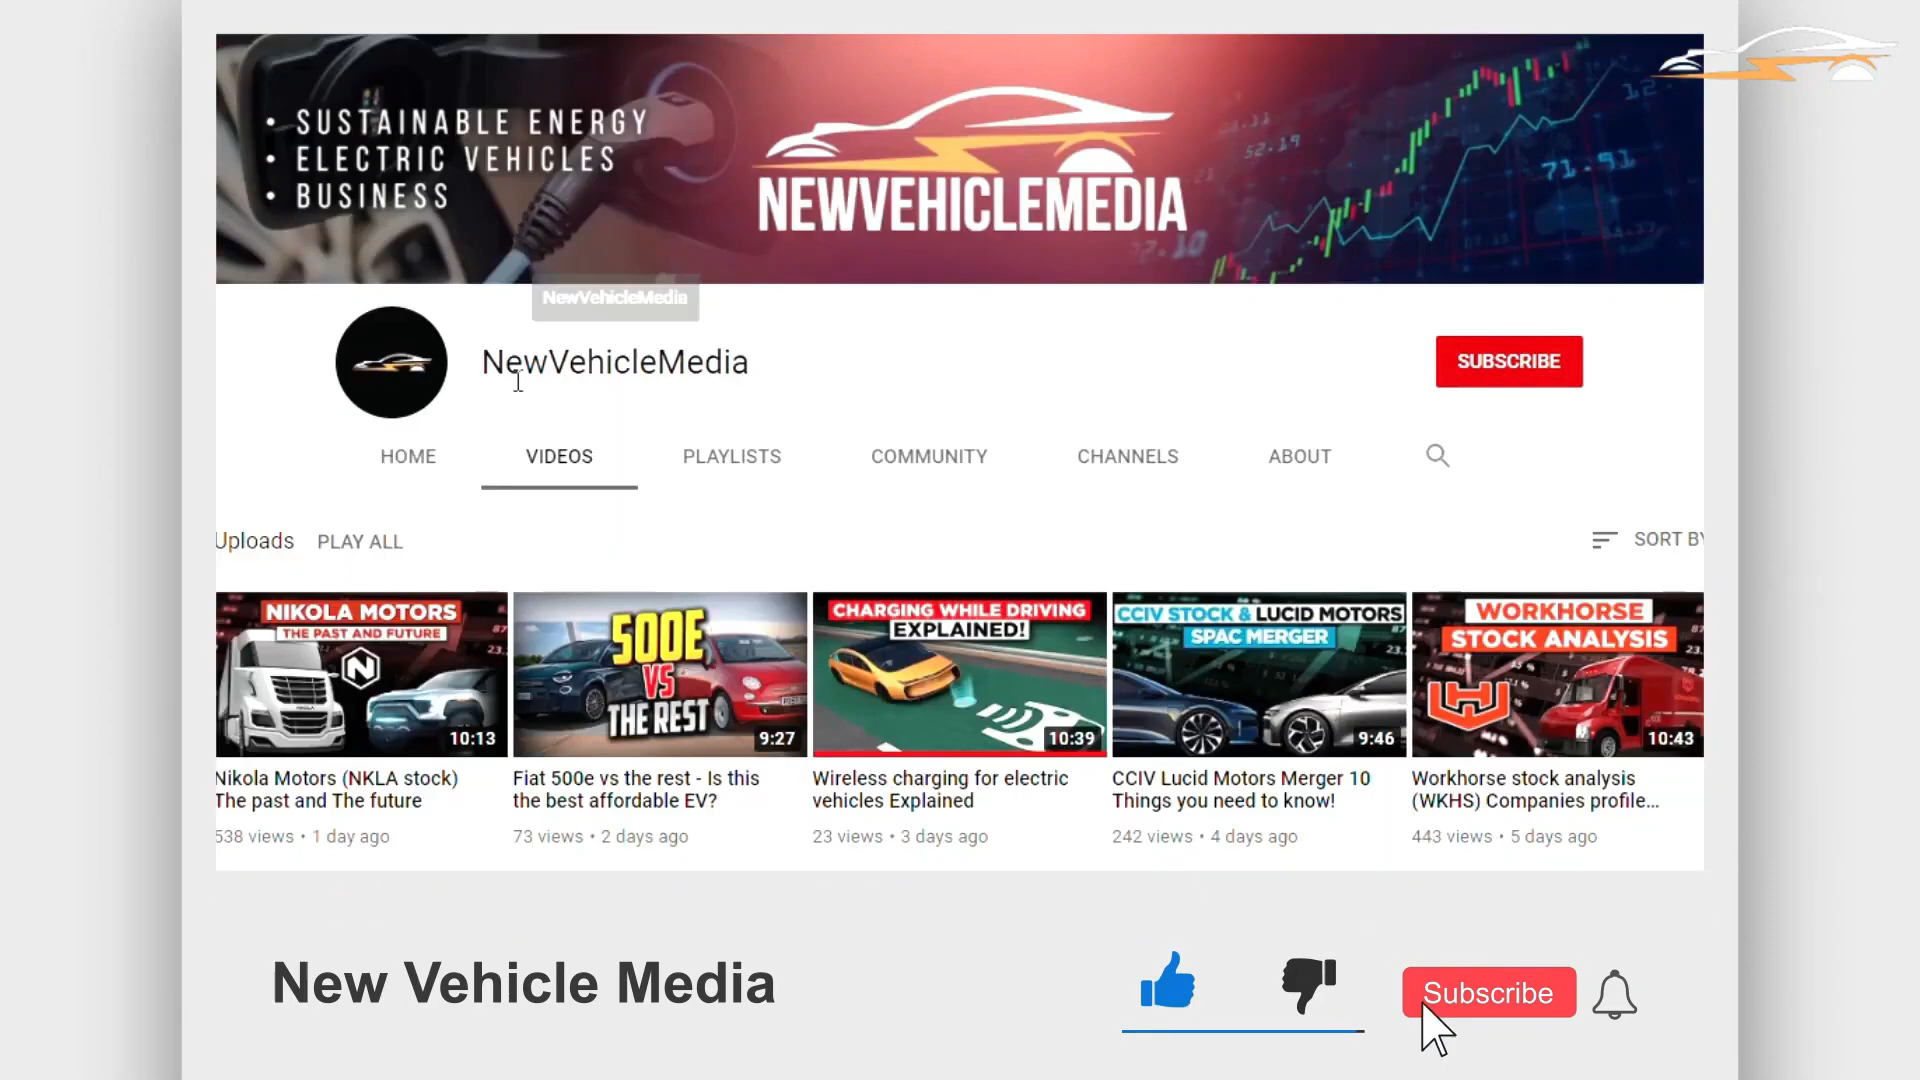 • SUSTAINABLE ENERGY
• ELECTRIC VEHICLES
• BUSINESS
NEWVEHICLEMEDIA
52.19
71.91
NewVehicleMedia
NewVehicleMedia
SUBSCRIBE
HOME VIDEOS PLAYLISTS COMMUNITY CHANNELS ABOUT
Uploads PLAY ALL
SORT BY
NIKOLA MOTORS
THE PAST AND FUTURE
10:13
500E
VS
THE REST
9:27
CHARGING WHILE DRIVING
EXPLAINED!
10:39
CCIV STOCK & LUCID MOTORS
SPAC MERGER
9:46
WORKHORSE
STOCK ANALYSIS
10:43
Nikola Motors (NKLA stock)
The past and The future
538 views • 1 day ago
Fiat 500e vs the rest - Is this
the best affordable EV?
73 views • 2 days ago
Wireless charging for electric
vehicles Explained
23 views • 3 days ago
CCIV Lucid Motors Merger 10
Things you need to know!
242 views • 4 days ago
Workhorse stock analysis
(WKHS) Companies profile...
443 views • 5 days ago
New Vehicle Media
Subscribe